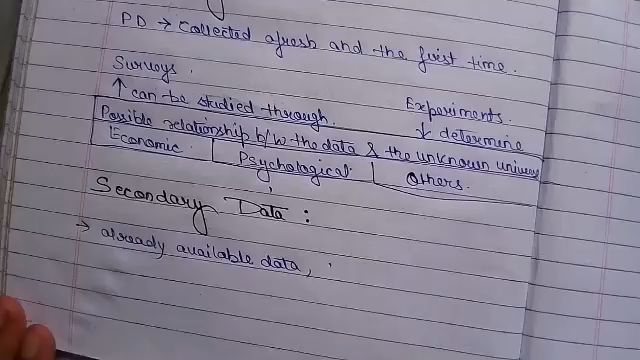 PD → Collected afresh and the first time.
Surveys.
↑ can be studied through.
Experiments.
↓ determine
Possible relationship b/w the data & the unknown univers
Economic
Psychological
Others.
Secondary Data :
→ already available data,